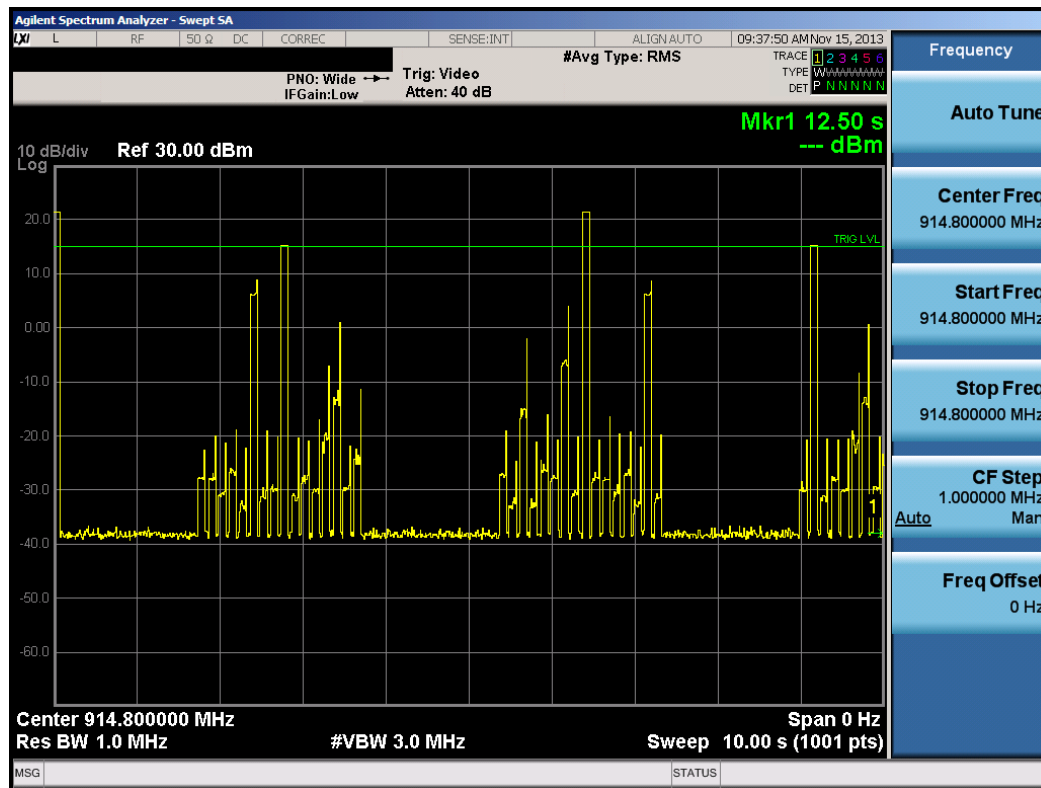 Agilent Spectrum Analyzer - Swept SA
LXI L RF 50 Ω DC CORREC SENSE:INT ALIGNAUTO 09:37:50 AM Nov 15, 2013
#Avg Type: RMS TRACE 1 2 3 4 5 6
PNO: Wide Trig: Video TYPE W
IFGain:Low Atten: 40 dB DET P N N N N N
Mkr1 12.50 s
--- dBm
10 dB/div Ref 30.00 dBm
Log
20.0
TRIG LVL
10.0
0.00
-10.0
-20.0
-30.0
1
-40.0
-50.0
-60.0
Center 914.800000 MHz Span 0 Hz
Res BW 1.0 MHz #VBW 3.0 MHz Sweep 10.00 s (1001 pts)
MSG STATUS
Frequency
Auto Tune
Center Freq
914.800000 MHz
Start Freq
914.800000 MHz
Stop Freq
914.800000 MHz
CF Step
1.000000 MHz
Auto Man
Freq Offset
0 Hz